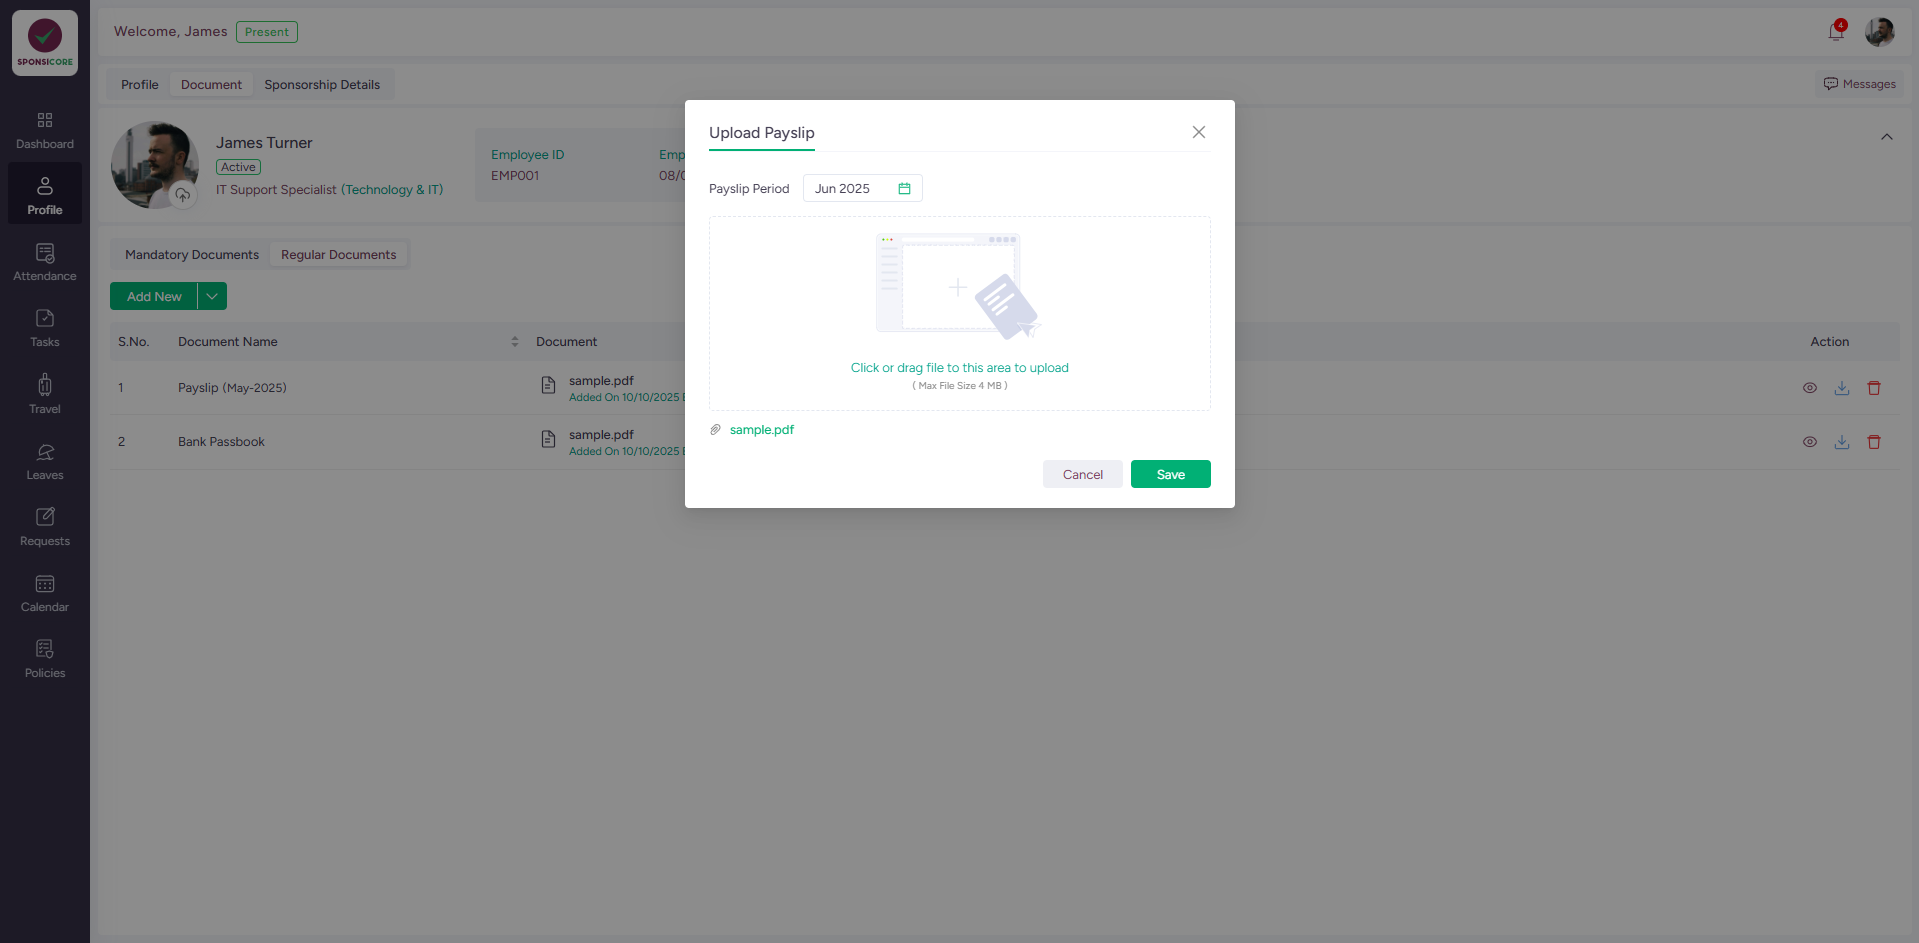 SPONSICORE
Dashboard
Profile
Attendance
Tasks
Travel
Leaves
Requests
Calendar
Policies
Welcome, James
Present
4
Profile
Document
Sponsorship Details
Messages
James Turner
Active
IT Support Specialist (Technology & IT)
Employee ID
EMP001
Emp
08/0
Mandatory Documents
Regular Documents
Add New
S.No.
Document Name
Document
Action
1
Payslip (May-2025)
sample.pdf
Added On 10/10/2025
2
Bank Passbook
sample.pdf
Added On 10/10/2025
Upload Payslip
Payslip Period
Jun 2025
Click or drag file to this area to upload
( Max File Size 4 MB )
sample.pdf
Cancel
Save